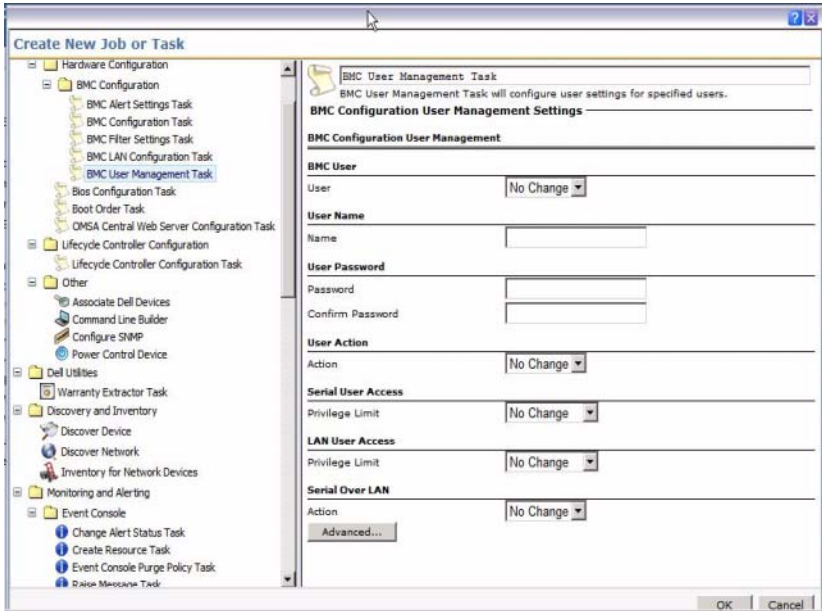 Create New Job or Task
Hardware Configuration
BMC Configuration
BMC Alert Settings Task
BMC Configuration Task
BMC Filter Settings Task
BMC LAN Configuration Task
BMC User Management Task
Bios Configuration Task
Boot Order Task
OMSA Central Web Server Configuration Task
Lifecycle Controller Configuration
Lifecycle Controller Configuration Task
Other
Associate Dell Devices
Command Line Builder
Configure SNMP
Power Control Device
Dell Utilities
Warranty Extractor Task
Discovery and Inventory
Discover Device
Discover Network
Inventory for Network Devices
Monitoring and Alerting
Event Console
Change Alert Status Task
Create Resource Task
Event Console Purge Policy Task
Raise Message Task
BMC User Management Task
BMC User Management Task will configure user settings for specified users.
BMC Configuration User Management Settings
BMC Configuration User Management
BMC User
User No Change
User Name
Name
User Password
Password
Confirm Password
User Action
Action No Change
Serial User Access
Privilege Limit No Change
LAN User Access
Privilege Limit No Change
Serial Over LAN
Action No Change
Advanced...
OK Cancel